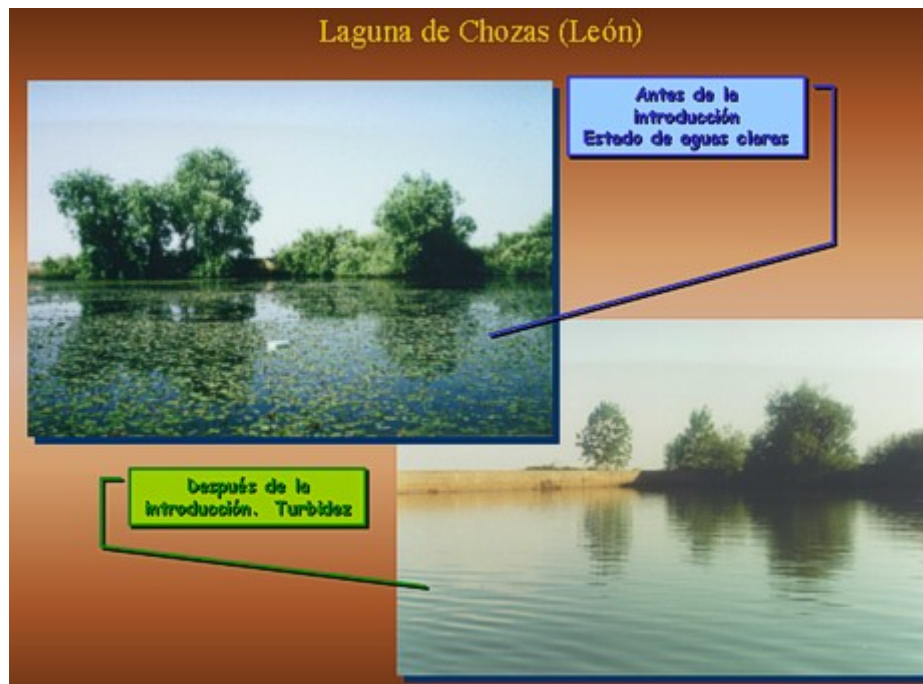 Laguna de Chozas (León)
Antes de la
introducción
Estado de aguas claras
Después de la
introducción. Turbidez